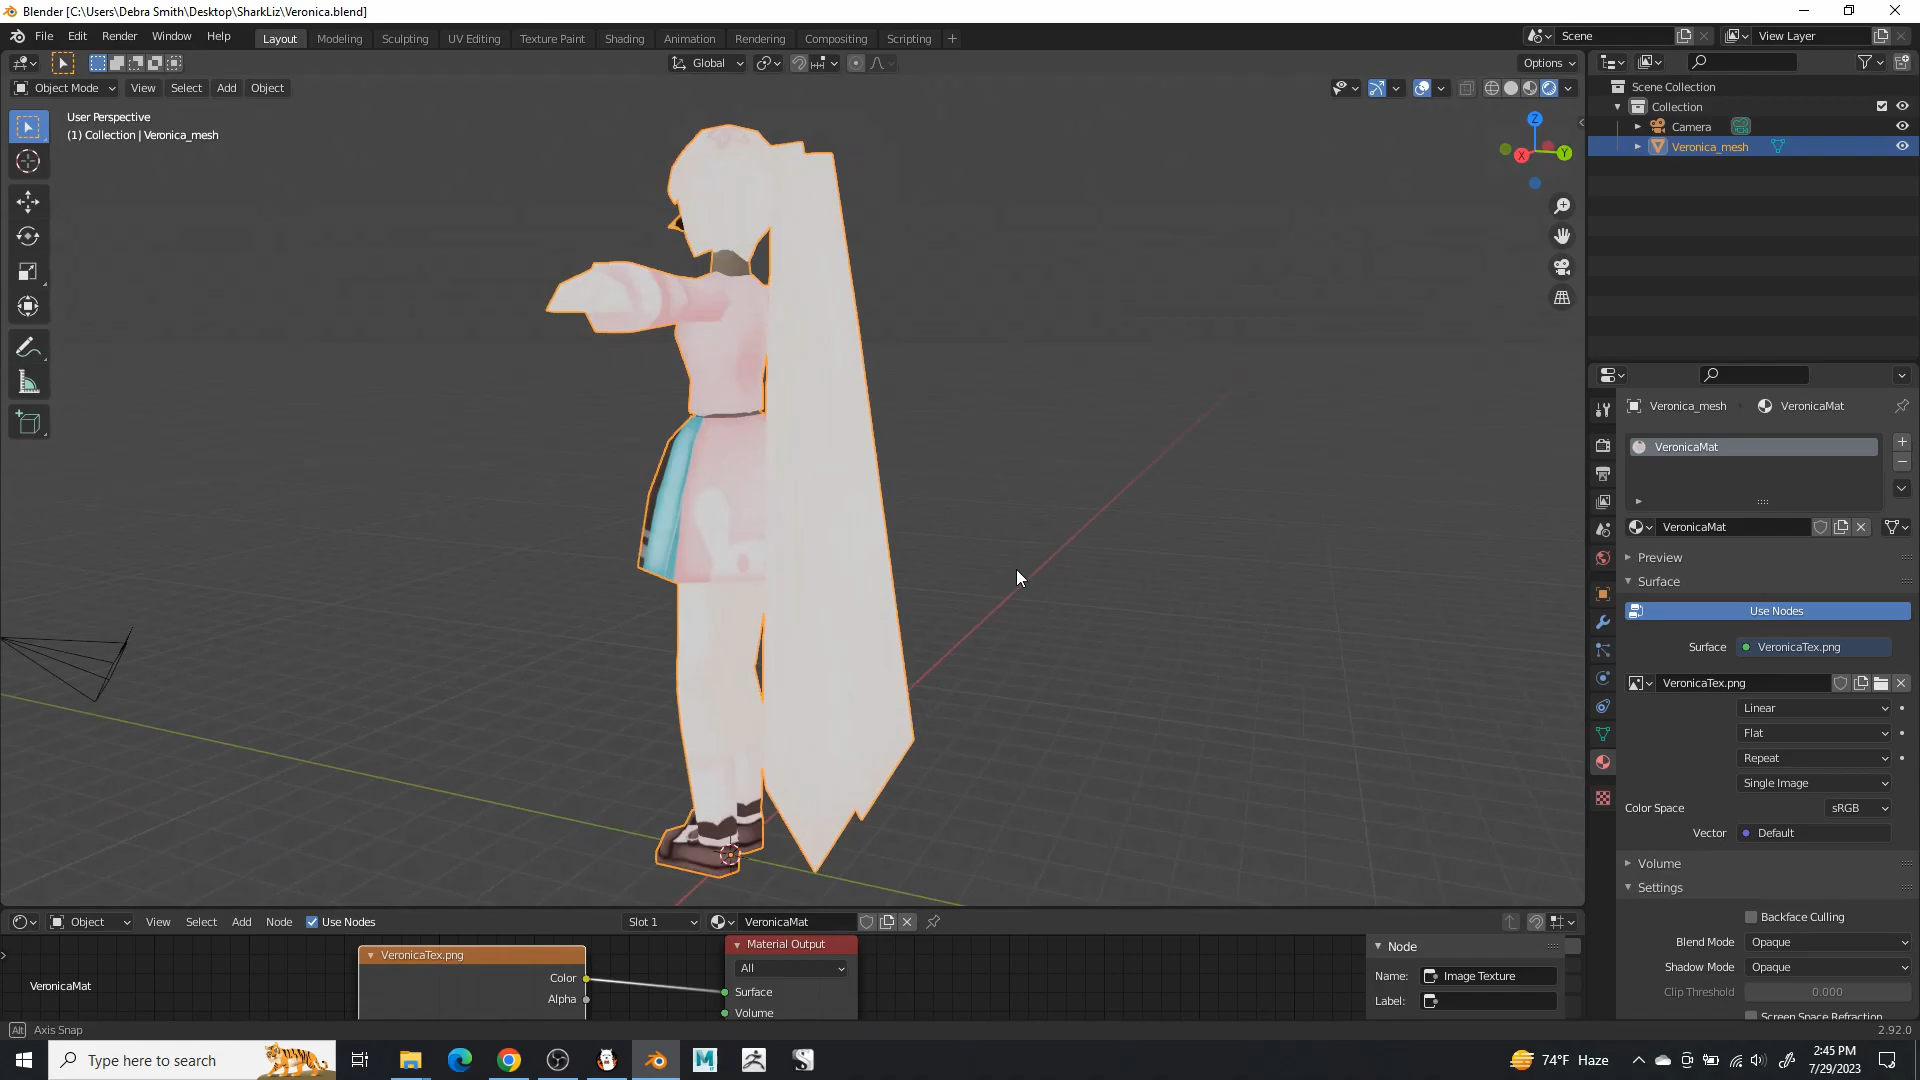 Blender [C:\Users\Debra Smith\Desktop\SharkLiz\Veronica.blend]
File Edit Render Window Help
Layout Modeling Sculpting UV Editing Texture Paint Shading Animation Rendering Compositing Scripting +
Scene
View Layer
Global
Options
Object Mode View Select Add Object
User Perspective
(1) Collection | Veronica_mesh
Z
X
Y
Scene Collection
Collection
Camera
Veronica_mesh
Veronica_mesh VeronicaMat
VeronicaMat
VeronicaMat
Preview
Surface
Use Nodes
Surface VeronicaTex.png
VeronicaTex.png
Linear
Flat
Repeat
Single Image
Color Space sRGB
Vector Default
Volume
Settings
Backface Culling
Blend Mode Opaque
Shadow Mode Opaque
Clip Threshold 0.000
Screen Space Refraction
Object View Select Add Node Use Nodes Slot 1 VeronicaMat
VeronicaTex.png
Color
Alpha
Material Output
All
Surface
Volume
VeronicaMat
Node
Name: Image Texture
Label:
Alt Axis Snap
2.92.0
Type here to search
74°F Haze
2:45 PM
7/29/2023